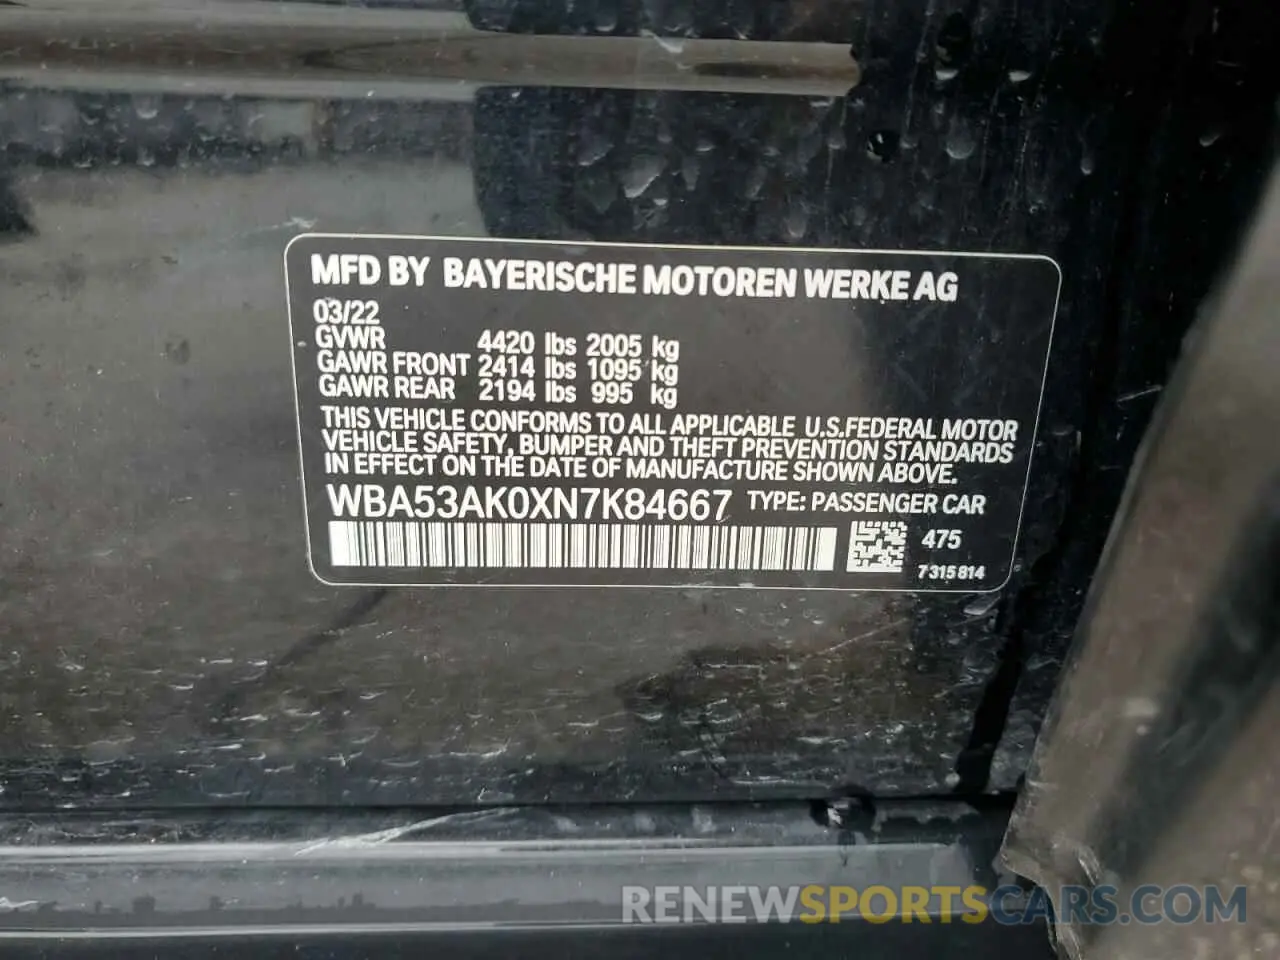 MFD BY BAYERISCHE MOTOREN WERKE AG
03/22
GVWR 4420 lbs 2005 kg
GAWR FRONT 2414 lbs 1095 kg
GAWR REAR 2194 lbs 995 kg
THIS VEHICLE CONFORMS TO ALL APPLICABLE U.S.FEDERAL MOTOR
VEHICLE SAFETY, BUMPER AND THEFT PREVENTION STANDARDS
IN EFFECT ON THE DATE OF MANUFACTURE SHOWN ABOVE.
WBA53AK0XN7K84667 TYPE: PASSENGER CAR
475
7315814
RENEWSPORTSCARS.COM